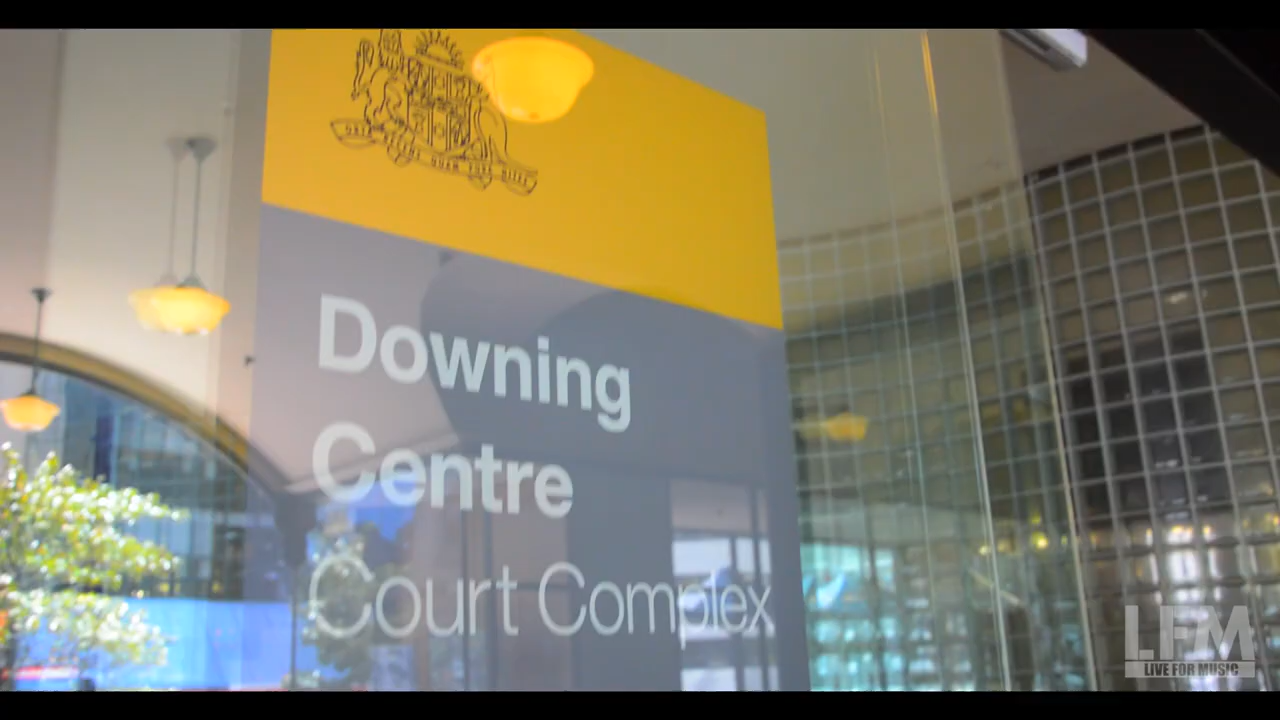 Downing
Centre
Court Complex
LFM
LIVE FOR MUSIC